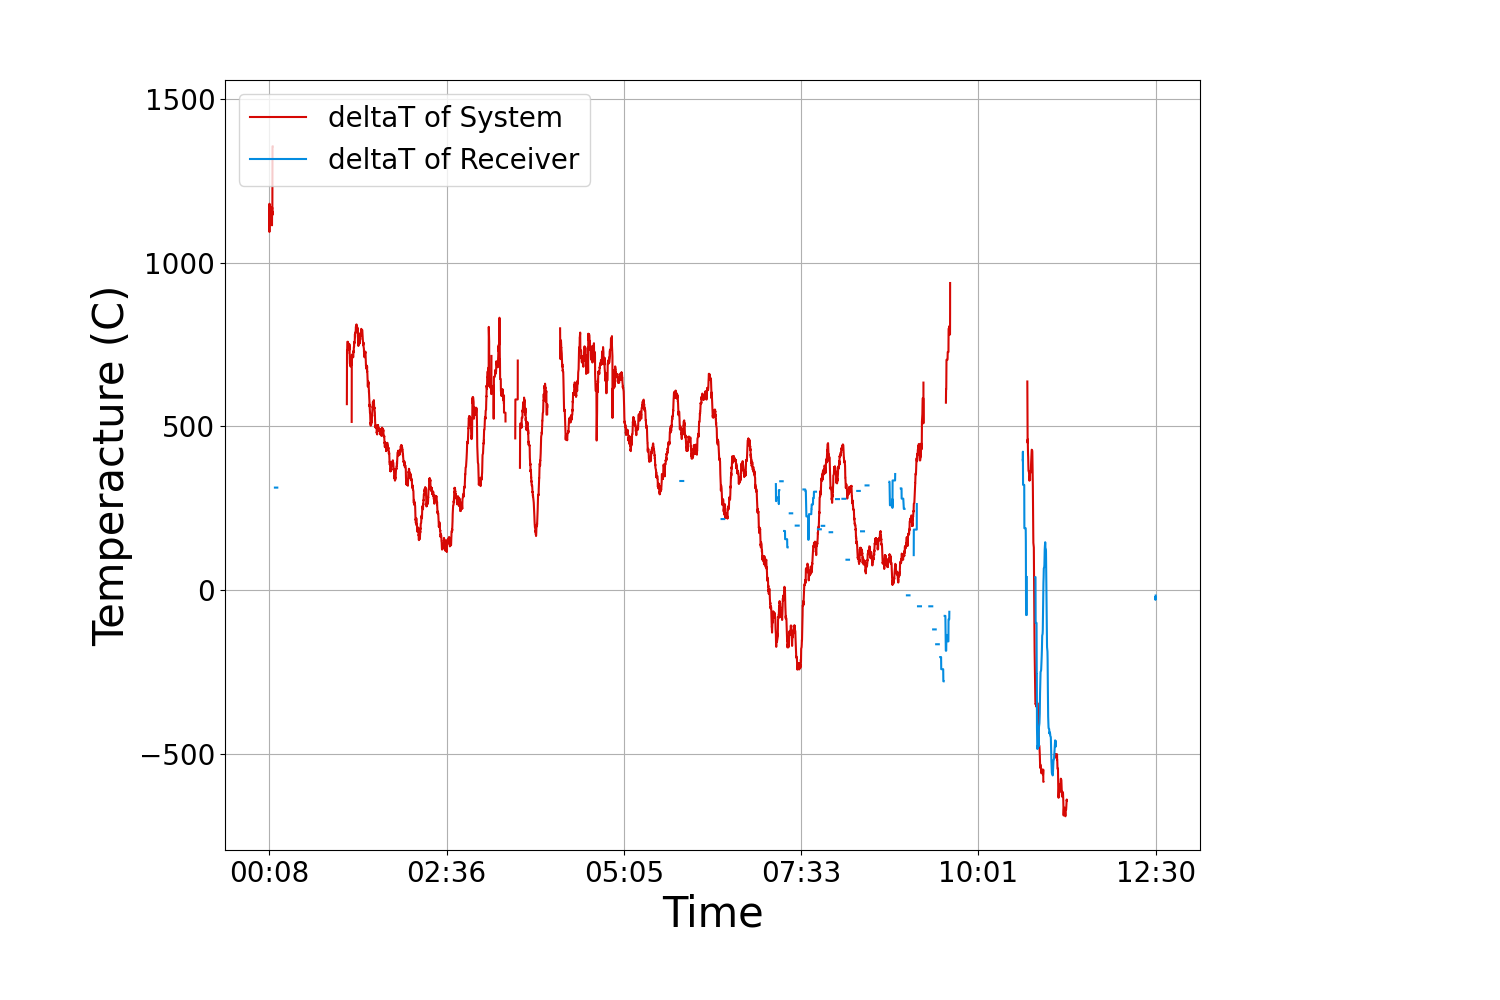 deltaT of System
deltaT of Receiver
1500
1000
500
0
−500
Temperacture (C)
00:08 02:36 05:05 07:33 10:01 12:30
Time